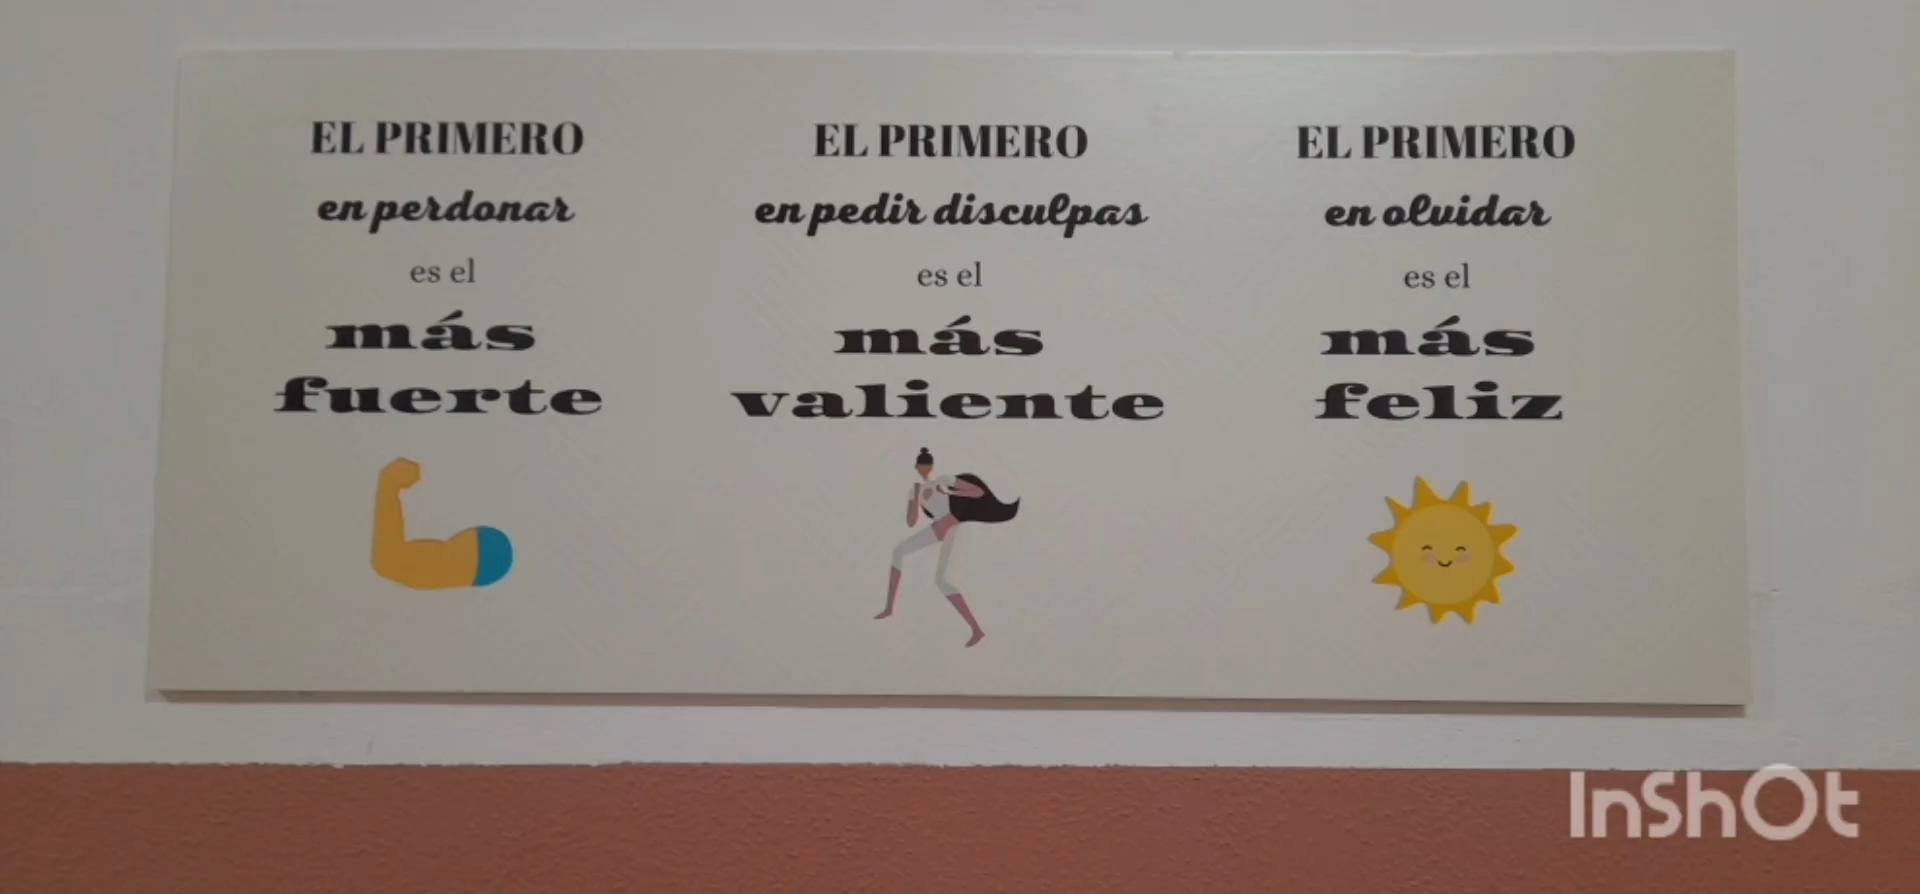 EL PRIMERO
en perdonar
es el
más
fuerte
EL PRIMERO
en pedir disculpas
es el
más
valiente
EL PRIMERO
en olvidar
es el
más
feliz
InShOt